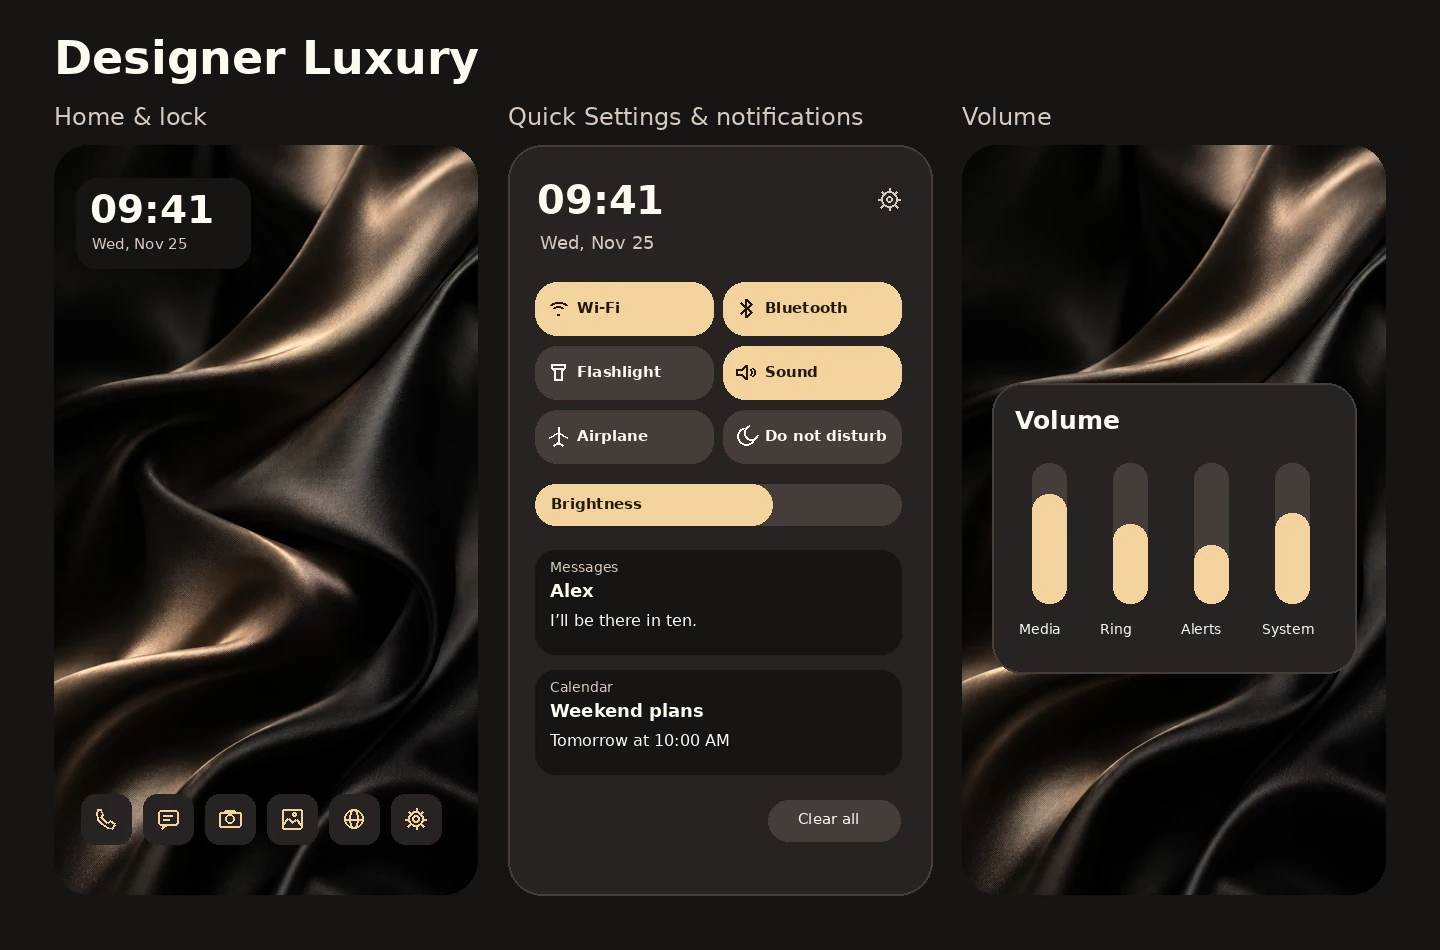 Designer Luxury
Home & lock
09:41
Wed, Nov 25
Quick Settings & notifications
09:41
Wed, Nov 25
Wi-Fi
Bluetooth
Flashlight
Sound
Airplane
Do not disturb
Brightness
Messages
Alex
I’ll be there in ten.
Calendar
Weekend plans
Tomorrow at 10:00 AM
Clear all
Volume
Volume
Media
Ring
Alerts
System